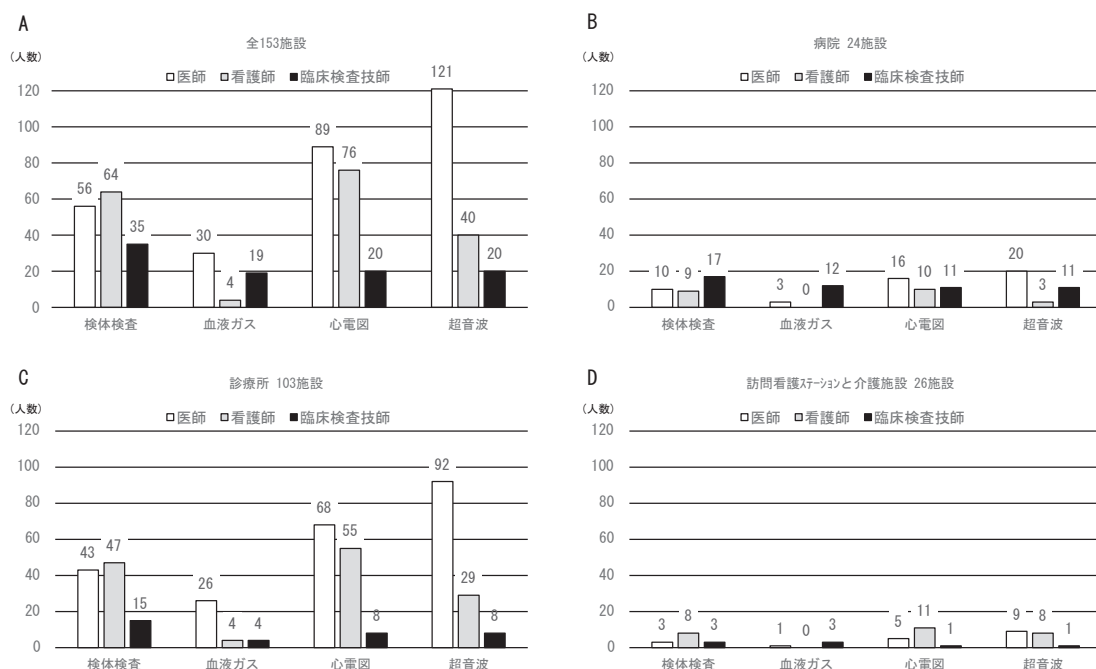 A
全153施設
(人数)
医師 看護師 臨床検査技師
120
100
80
60
40
20
0
56 64 35
30 4 19
89 76 20
121 40 20
検体検査 血液ガス 心電図 超音波
B
病院 24施設
(人数)
医師 看護師 臨床検査技師
120
100
80
60
40
20
0
10 9 17
3 0 12
16 10 11
20 3 11
検体検査 血液ガス 心電図 超音波
C
診療所 103施設
(人数)
医師 看護師 臨床検査技師
120
100
80
60
40
20
0
43 47 15
26 4 4
68 55 8
92 29 8
検体検査 血液ガス 心電図 超音波
D
訪問看護ステーションと介護施設 26施設
(人数)
医師 看護師 臨床検査技師
120
100
80
60
40
20
0
3 8 3
1 0 3
5 11 1
9 8 1
検体検査 血液ガス 心電図 超音波